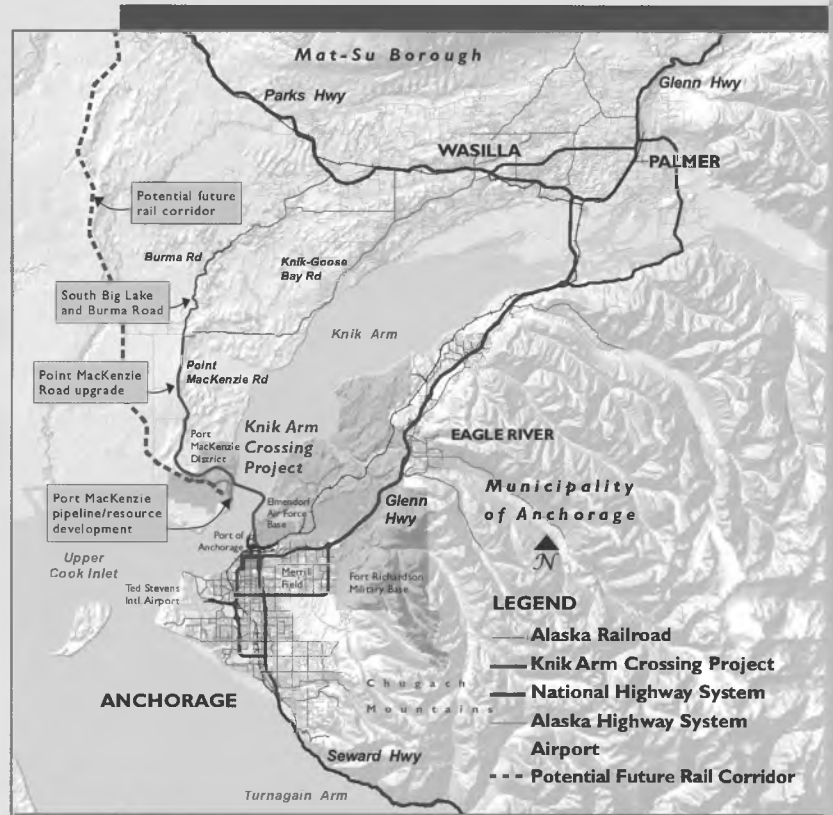 Mat-Su Borough
Parks Hwy
Glenn Hwy
WASILLA
PALMER
Potential future
rail corridor
Burma Rd
Knik-Goose
Bay Rd
South Big Lake
and Burma Road
Knik Arm
Point MacKenzie
Road upgrade
Point
MacKenzie Rd
Port
MacKenzie
District
Knik Arm
Crossing
Project
EAGLE RIVER
Glenn
Hwy
Municipality
of Anchorage
Port MacKenzie
pipeline/resource
development
Elmendorf
Air Force
Base
Port of
Anchorage
Upper
Cook Inlet
Merrill
Field
Fort Richardson
Military Base
N
Ted Stevens
Intl. Airport
LEGEND
Alaska Railroad
Knik Arm Crossing Project
National Highway System
Alaska Highway System
Airport
Potential Future Rail Corridor
ANCHORAGE
Chugach
Mountains
Seward Hwy
Turnagain Arm